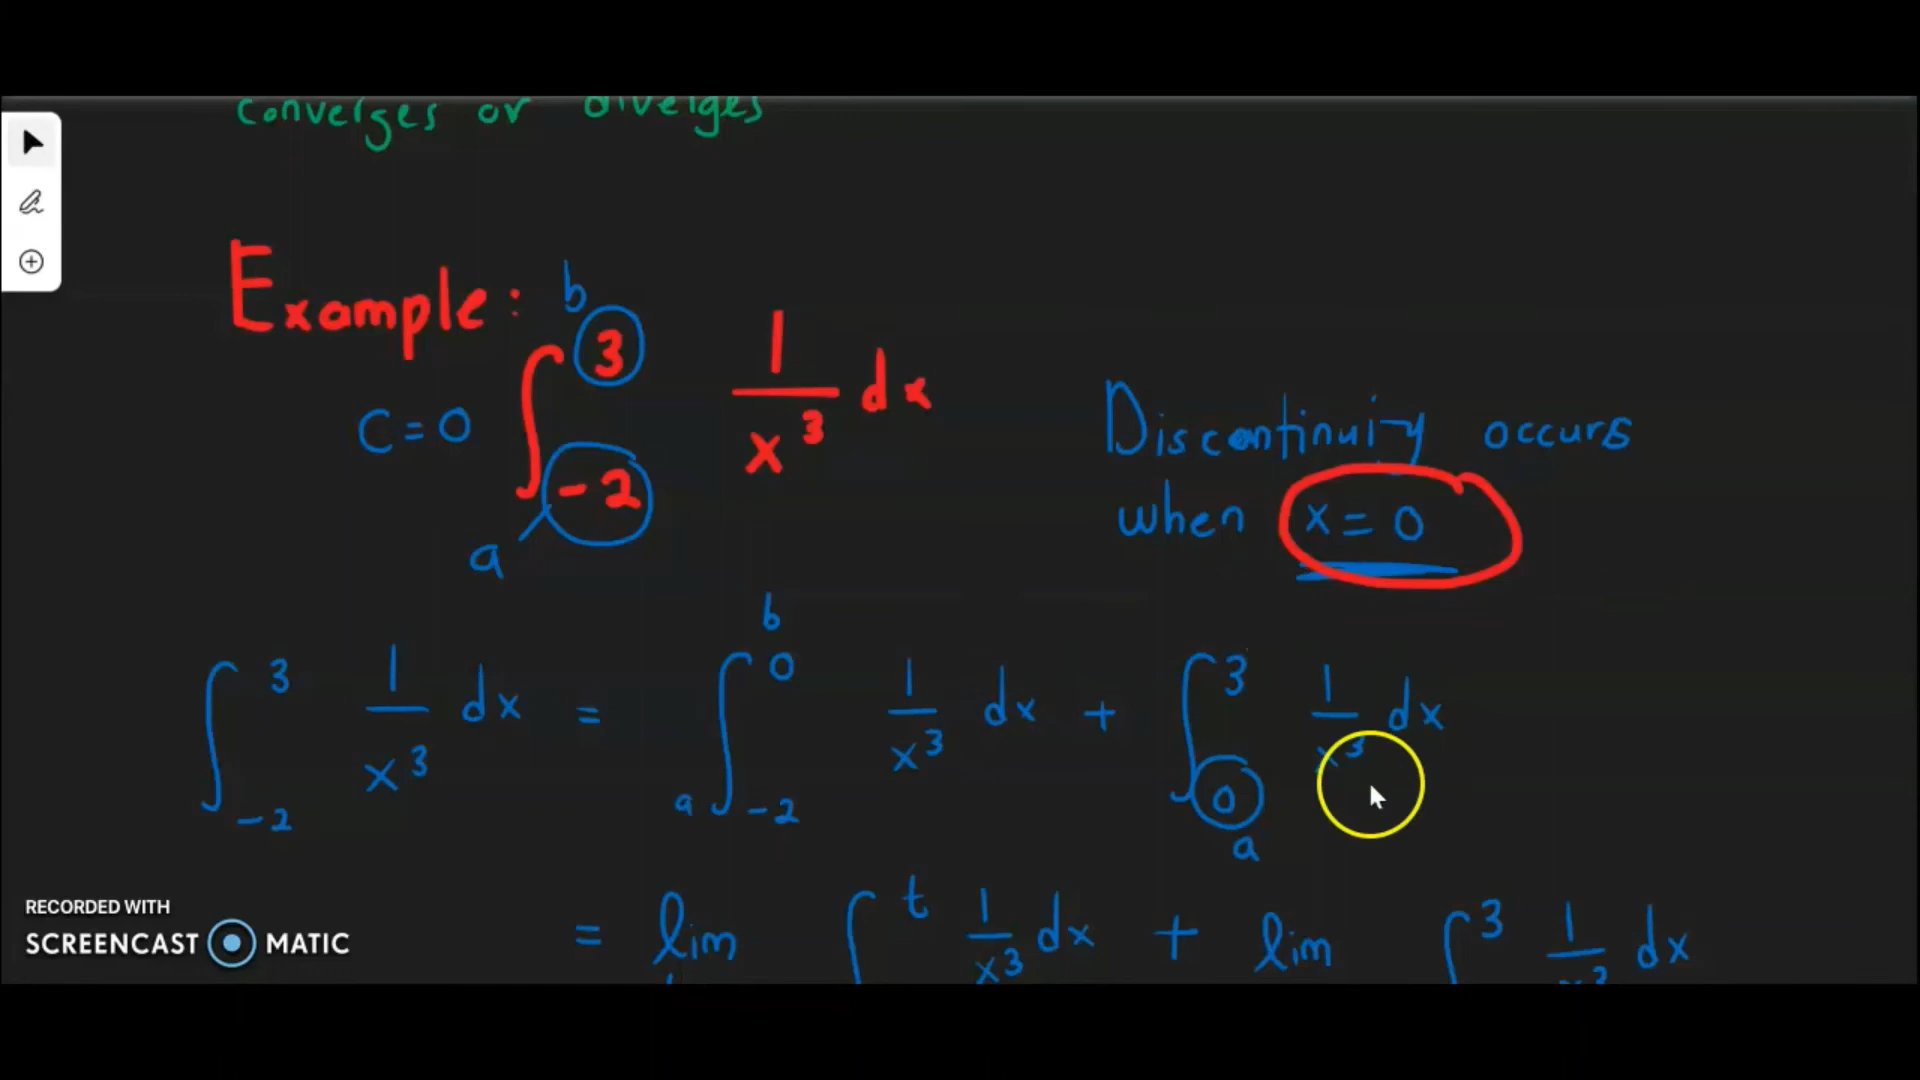 converges or diverges
Example: ∫_{-2}^{3} 1/x³ dx
b
c=0
a
Discontinuity occurs
when x=0
∫_{-2}^{3} 1/x³ dx = ∫_{-2}^{0} 1/x³ dx + ∫_{0}^{3} 1/x³ dx
b
a
a
= lim ∫^{t} 1/x³ dx + lim ∫^{3} 1/x³ dx
RECORDED WITH
SCREENCAST MATIC